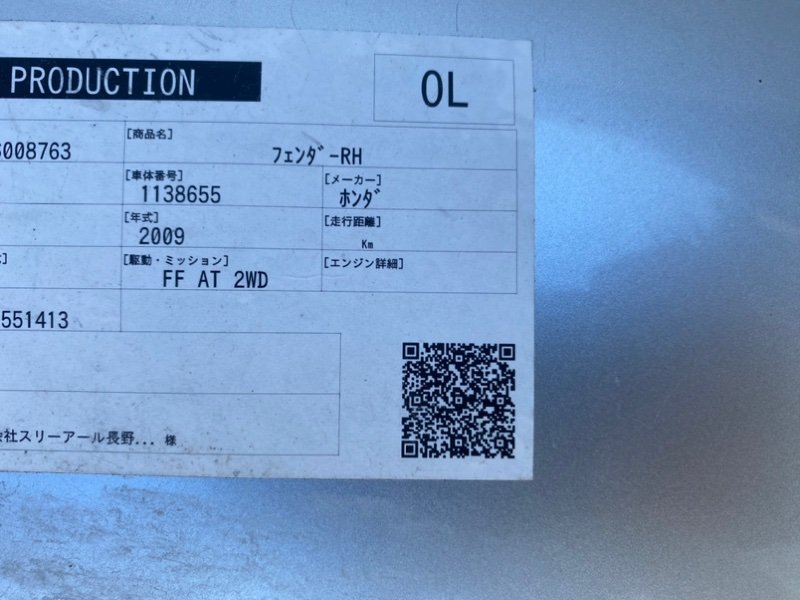 PRODUCTION
OL
[商品名]
008763
フェンダーRH
[車体番号]
[メーカー]
1138655
ホンダ
[年式]
[走行距離]
2009
Km
[駆動・ミッション]
[エンジン詳細]
FF AT 2WD
551413
社スリーアール長野... 様